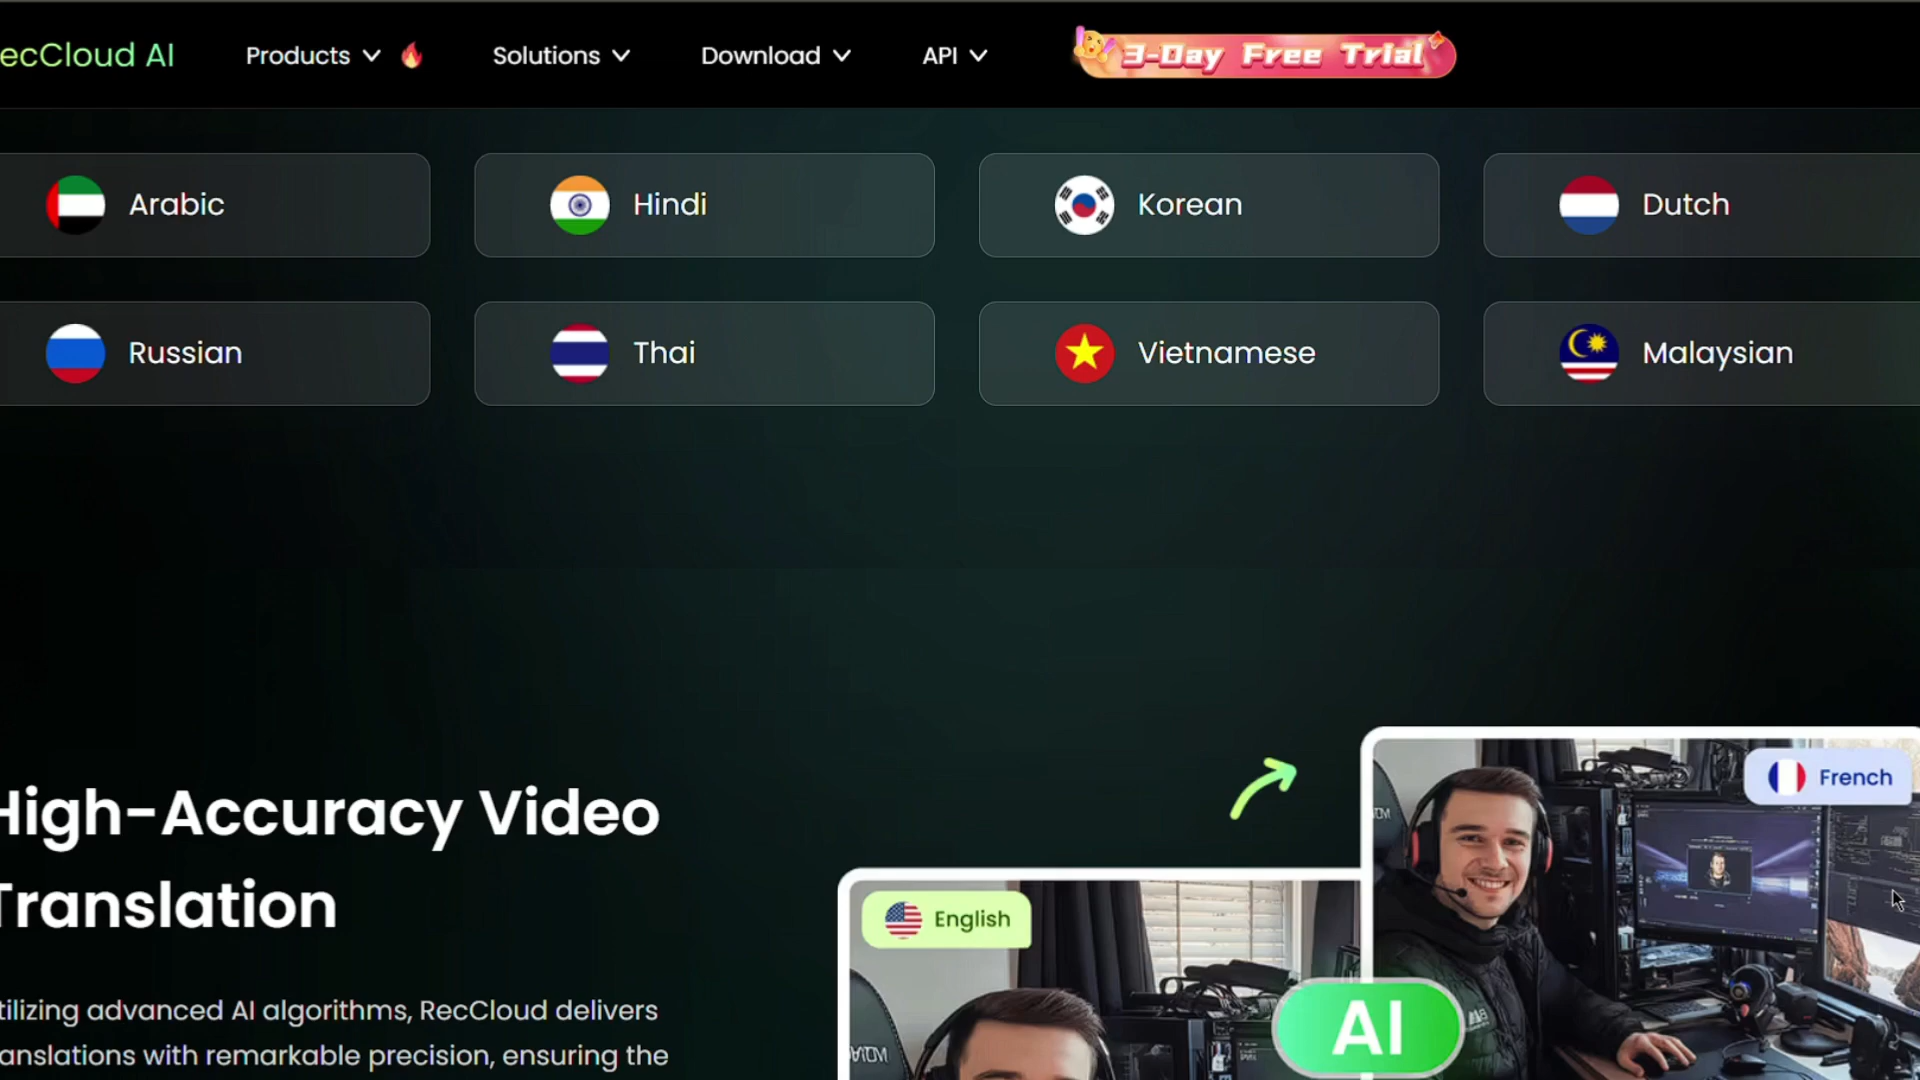 ecCloud AI
Products
Solutions
Download
API
3-Day Free Trial
Arabic
Hindi
Korean
Dutch
Russian
Thai
Vietnamese
Malaysian
High-Accuracy Video
Translation
French
English
AI
tilizing advanced AI algorithms, RecCloud delivers
anslations with remarkable precision, ensuring the